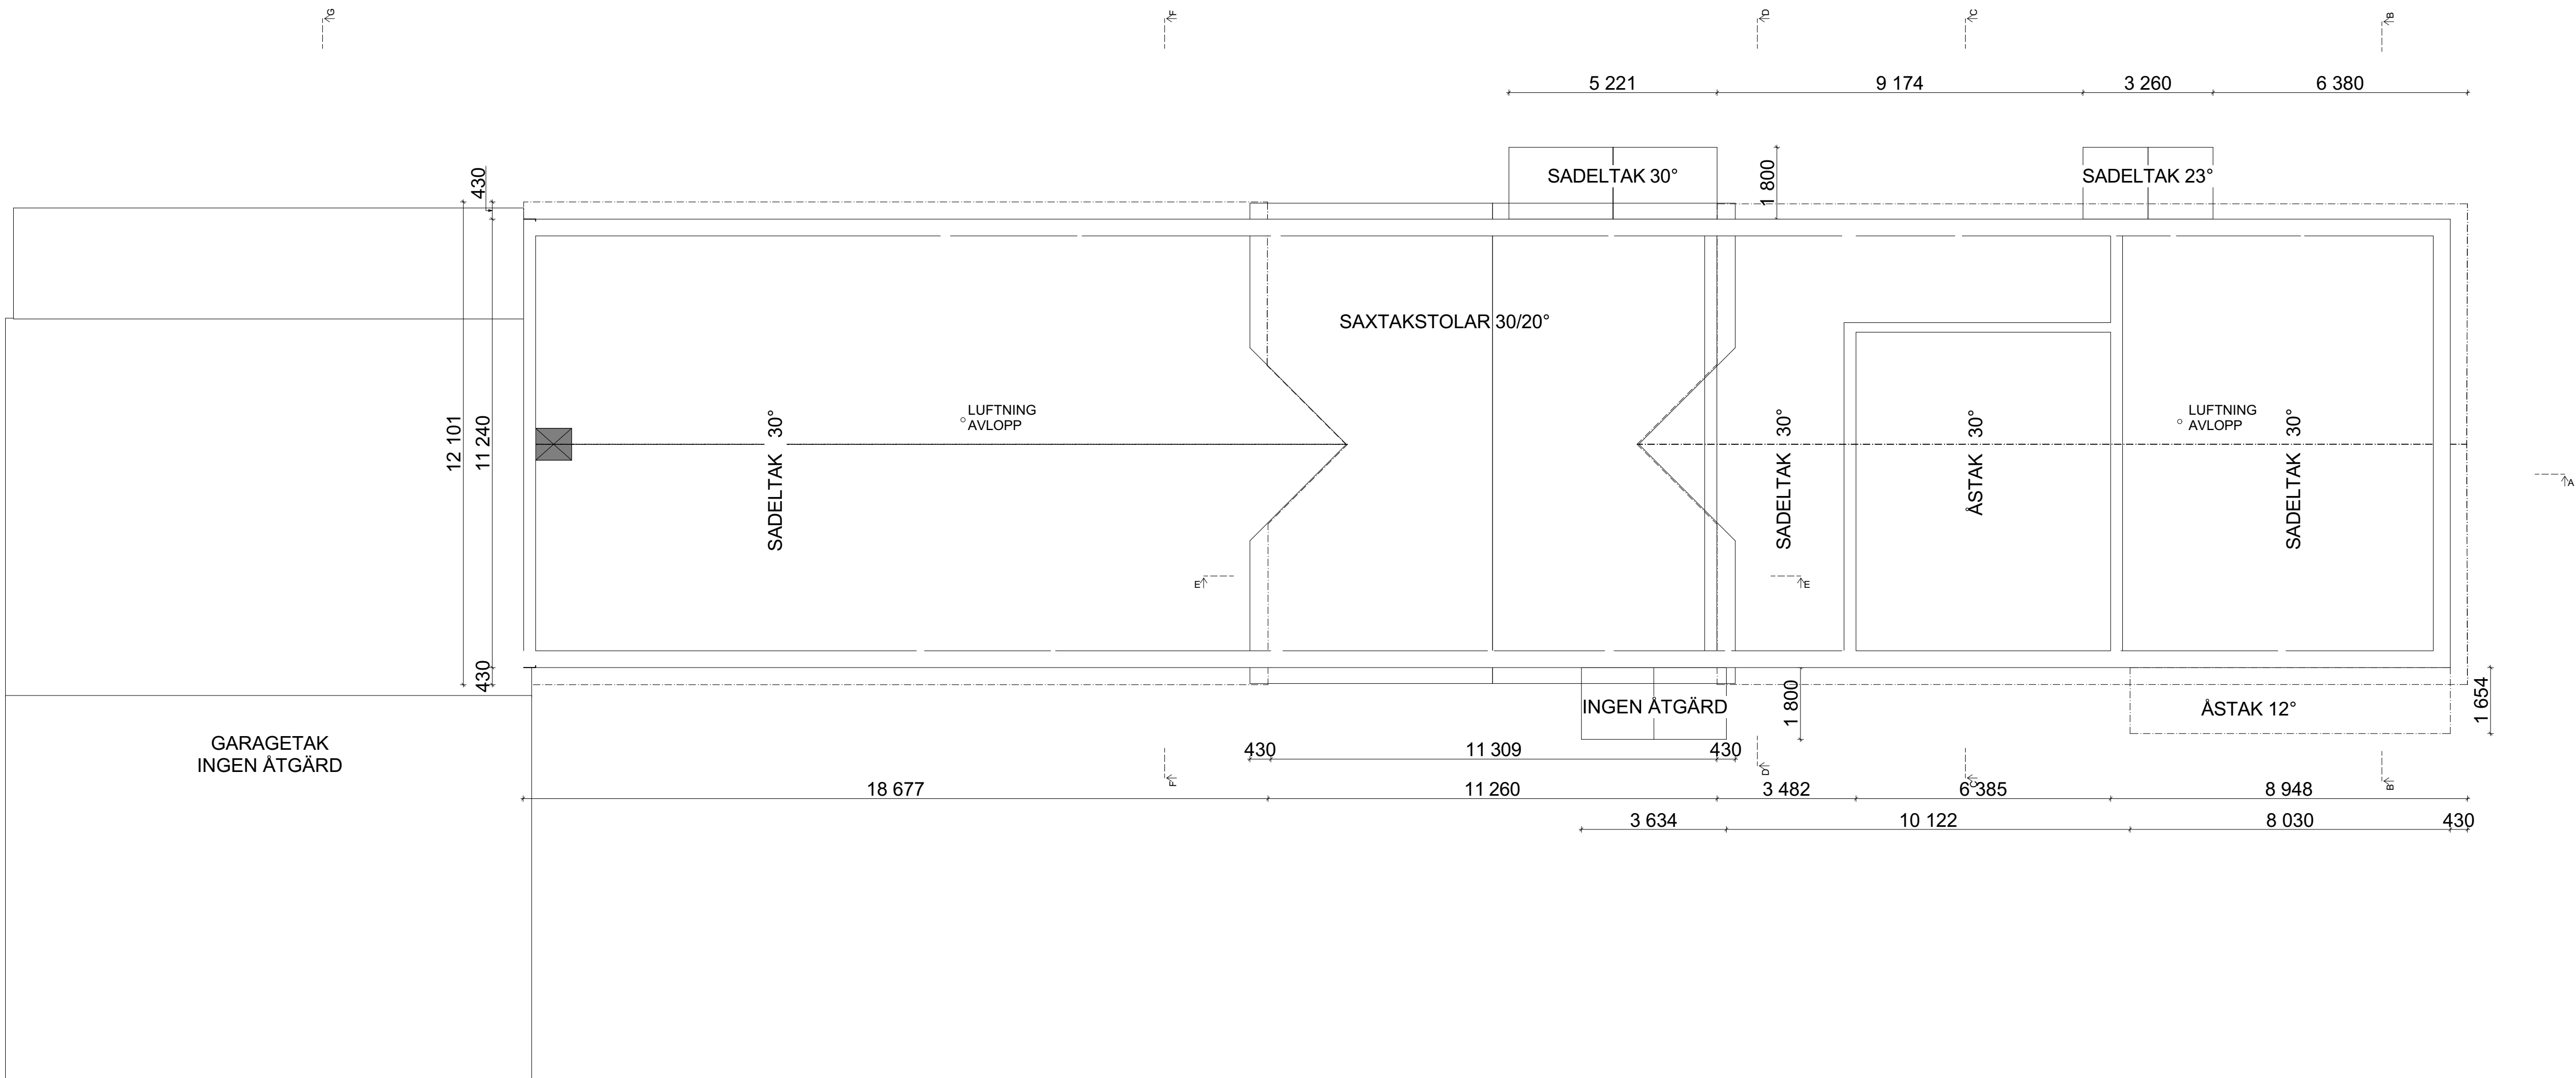 G
F
D
C
B
5 221
9 174
3 260
6 380
430
SADELTAK 30°
1 800
SADELTAK 23°
SAXTAKSTOLAR 30/20°
12 101
11 240
LUFTNING
AVLOPP
SADELTAK 30°
SADELTAK 30°
ÅSTAK 30°
LUFTNING
AVLOPP
SADELTAK 30°
A
E
E
430
INGEN ÅTGÄRD
1 800
ÅSTAK 12°
1 654
GARAGETAK
INGEN ÅTGÄRD
430
11 309
430
F
D
C
B
18 677
11 260
3 482
6 385
8 948
3 634
10 122
8 030
430